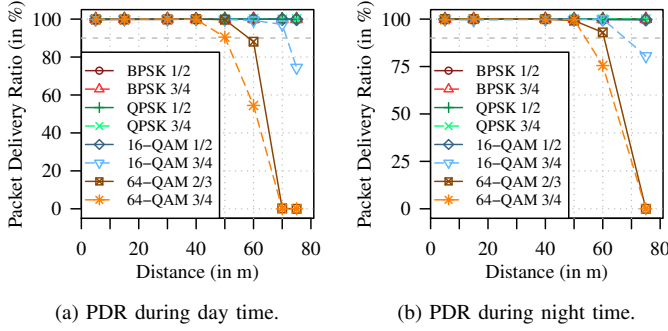 Packet Delivery Ratio (in %)
100
75
50
25
0
BPSK 1/2
BPSK 3/4
QPSK 1/2
QPSK 3/4
16−QAM 1/2
16−QAM 3/4
64−QAM 2/3
64−QAM 3/4
0 20 40 60 80
Distance (in m)
(a) PDR during day time.
Packet Delivery Ratio (in %)
100
75
50
25
0
BPSK 1/2
BPSK 3/4
QPSK 1/2
QPSK 3/4
16−QAM 1/2
16−QAM 3/4
64−QAM 2/3
64−QAM 3/4
0 20 40 60 80
Distance (in m)
(b) PDR during night time.